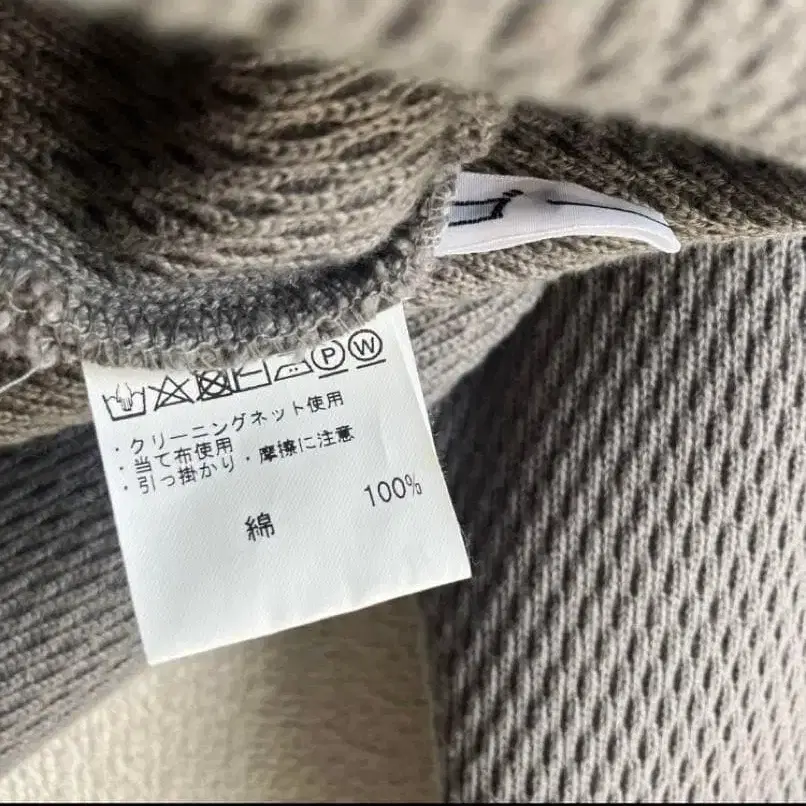 P W
・クリーニングネット使用
・当て布使用
・引っ掛かり・摩擦に注意
綿 100%